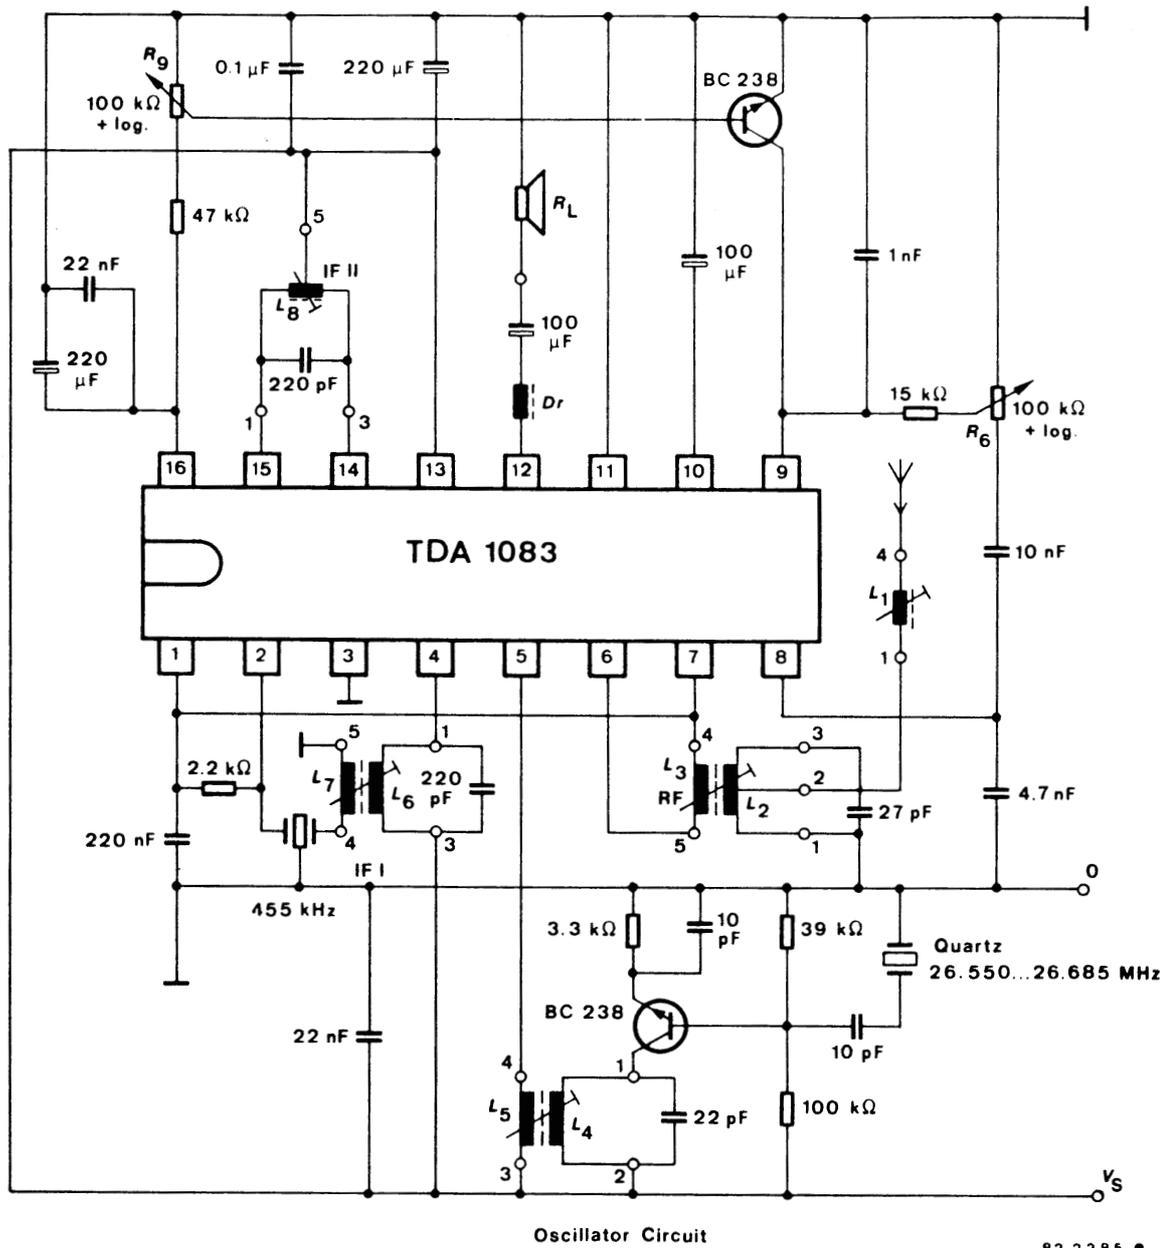 R9
0.1 µF
220 µF
BC 238
100 kΩ
+ log.
47 kΩ
5
RL
22 nF
IF II
L8
100
µF
1 nF
220
µF
100
µF
220 pF
Dr
15 kΩ
100 kΩ
R6
+ log.
1
3
16
15
14
13
12
11
10
9
TDA 1083
4
10 nF
L1
1
1
2
3
4
5
6
7
8
5
1
4
3
2.2 kΩ
L7
L6
220
pF
L3
RF
L2
2
27 pF
4.7 nF
220 nF
4
3
5
1
IF I
0
455 kHz
3.3 kΩ
10
pF
39 kΩ
Quartz
26.550...26.685 MHz
BC 238
22 nF
10 pF
4
1
L5
L4
22 pF
100 kΩ
3
2
VS
Oscillator Circuit